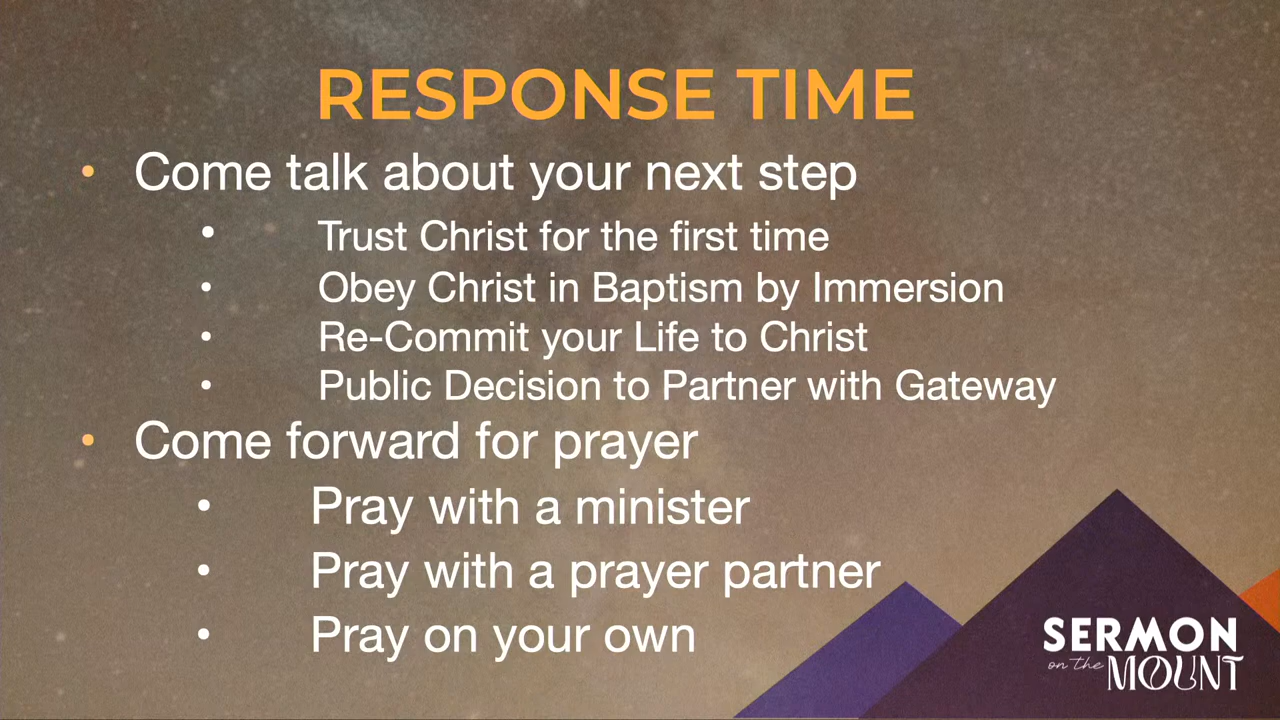 RESPONSE TIME
• Come talk about your next step
• Trust Christ for the first time
• Obey Christ in Baptism by Immersion
• Re-Commit your Life to Christ
• Public Decision to Partner with Gateway
• Come forward for prayer
• Pray with a minister
• Pray with a prayer partner
• Pray on your own
SERMON
on the MOUNT